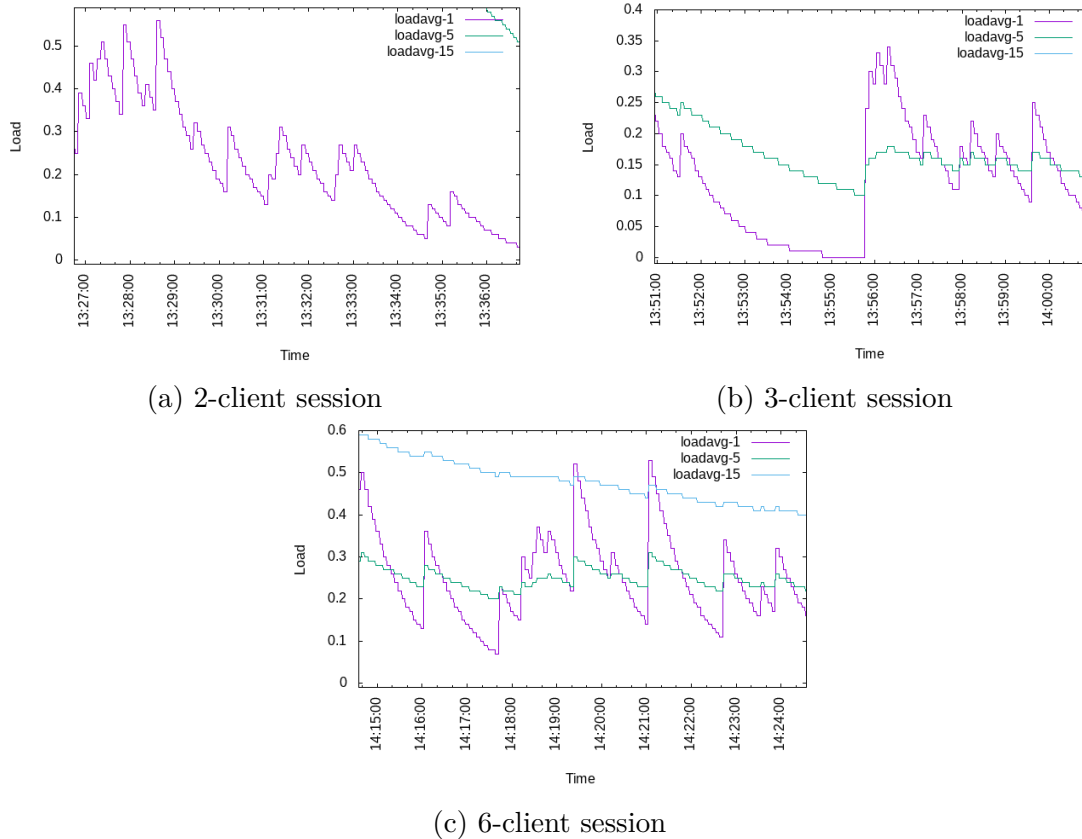 loadavg-1
loadavg-5
loadavg-15
0.5
0.4
0.3
0.2
0.1
0
Load
13:27:00
13:28:00
13:29:00
13:30:00
13:31:00
13:32:00
13:33:00
13:34:00
13:35:00
13:36:00
Time
(a) 2-client session
loadavg-1
loadavg-5
loadavg-15
0.4
0.35
0.3
0.25
0.2
0.15
0.1
0.05
0
Load
13:51:00
13:52:00
13:53:00
13:54:00
13:55:00
13:56:00
13:57:00
13:58:00
13:59:00
14:00:00
Time
(b) 3-client session
loadavg-1
loadavg-5
loadavg-15
0.6
0.5
0.4
0.3
0.2
0.1
0
Load
14:15:00
14:16:00
14:17:00
14:18:00
14:19:00
14:20:00
14:21:00
14:22:00
14:23:00
14:24:00
Time
(c) 6-client session